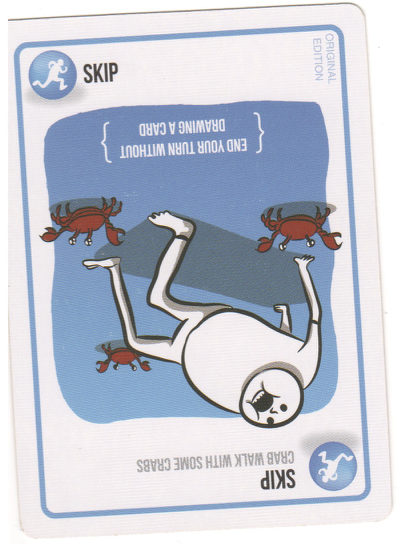 SKIP
ORIGINAL
EDITION
END YOUR TURN WITHOUT
DRAWING A CARD
SKIP
CRAB WALK WITH SOME CRABS